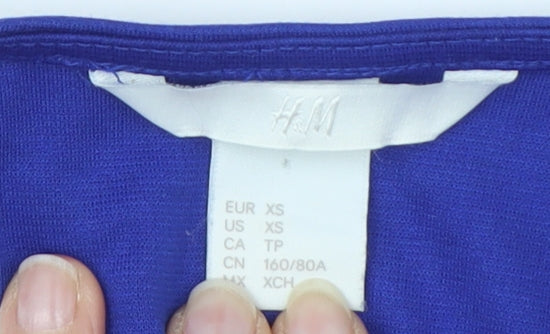 H&M
EUR XS
US XS
CA TP
CN 160/80A
MX XCH